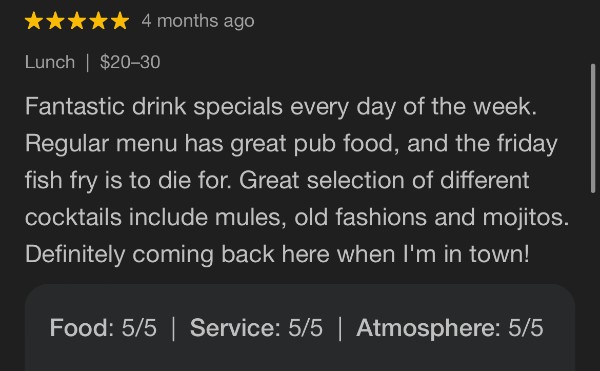 4 months ago
Lunch | $20–30
Fantastic drink specials every day of the week.
Regular menu has great pub food, and the friday
fish fry is to die for. Great selection of different
cocktails include mules, old fashions and mojitos.
Definitely coming back here when I'm in town!
Food: 5/5 | Service: 5/5 | Atmosphere: 5/5